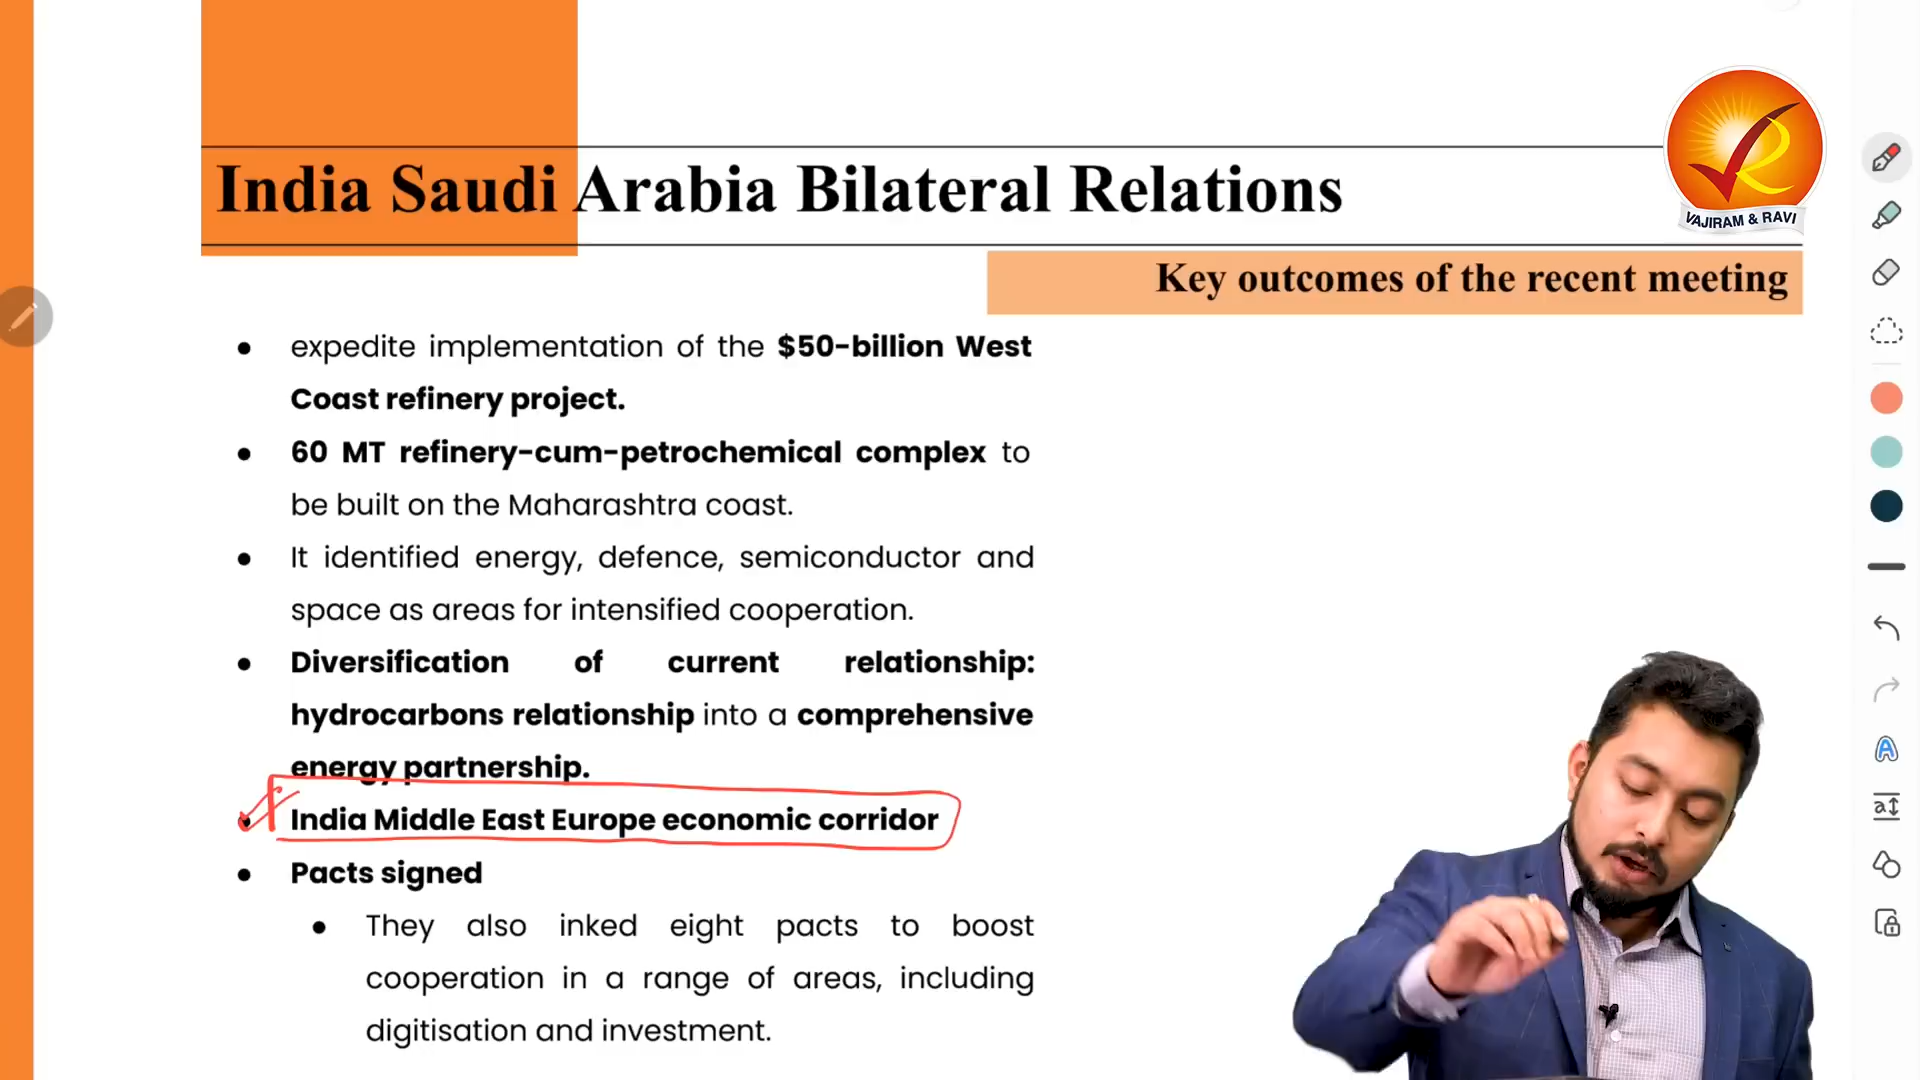 India Saudi Arabia Bilateral Relations
VAJIRAM & RAVI
Key outcomes of the recent meeting
● expedite implementation of the $50-billion West
Coast refinery project.
● 60 MT refinery-cum-petrochemical complex to
be built on the Maharashtra coast.
● It identified energy, defence, semiconductor and
space as areas for intensified cooperation.
● Diversification of current relationship:
hydrocarbons relationship into a comprehensive
energy partnership.
● India Middle East Europe economic corridor
● Pacts signed
● They also inked eight pacts to boost
cooperation in a range of areas, including
digitisation and investment.